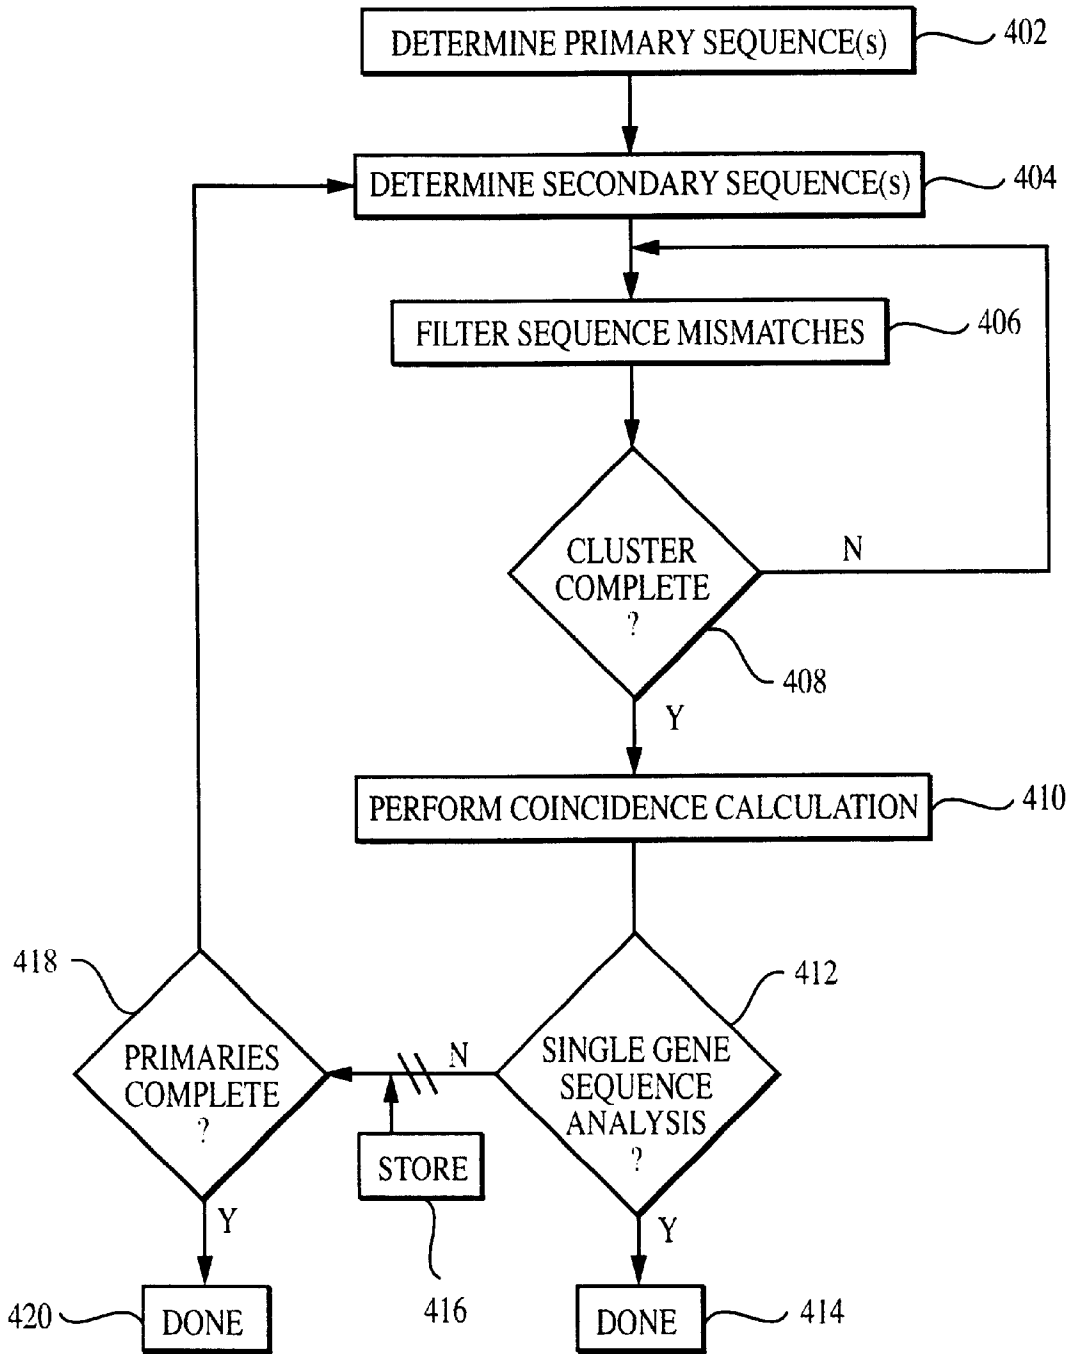 DETERMINE PRIMARY SEQUENCE(s)
402
DETERMINE SECONDARY SEQUENCE(s)
404
FILTER SEQUENCE MISMATCHES
406
CLUSTER
COMPLETE
?
N
408
Y
PERFORM COINCIDENCE CALCULATION
410
418
412
PRIMARIES
COMPLETE
?
N
SINGLE GENE
SEQUENCE
ANALYSIS
?
STORE
Y
Y
416
420
DONE
DONE
414